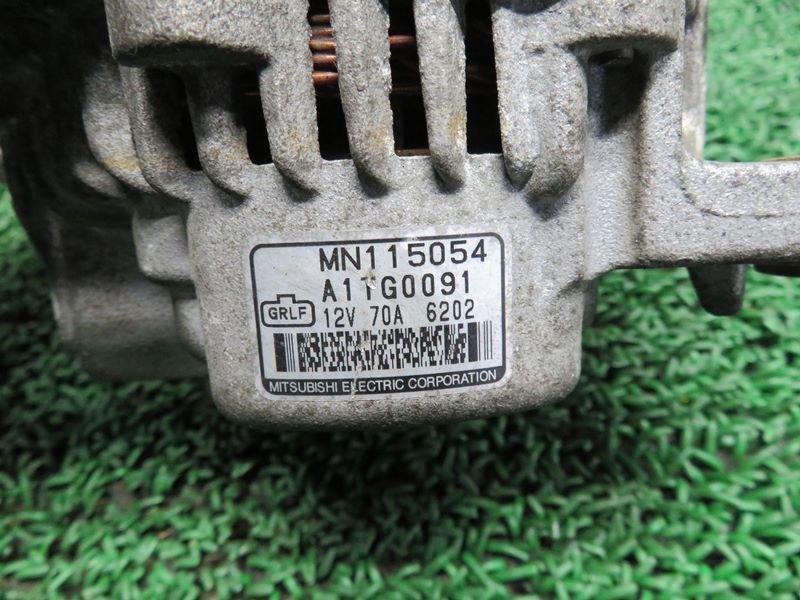 MN115054
A1TG0091
GRLF 12V 70A 6202
MITSUBISHI ELECTRIC CORPORATION